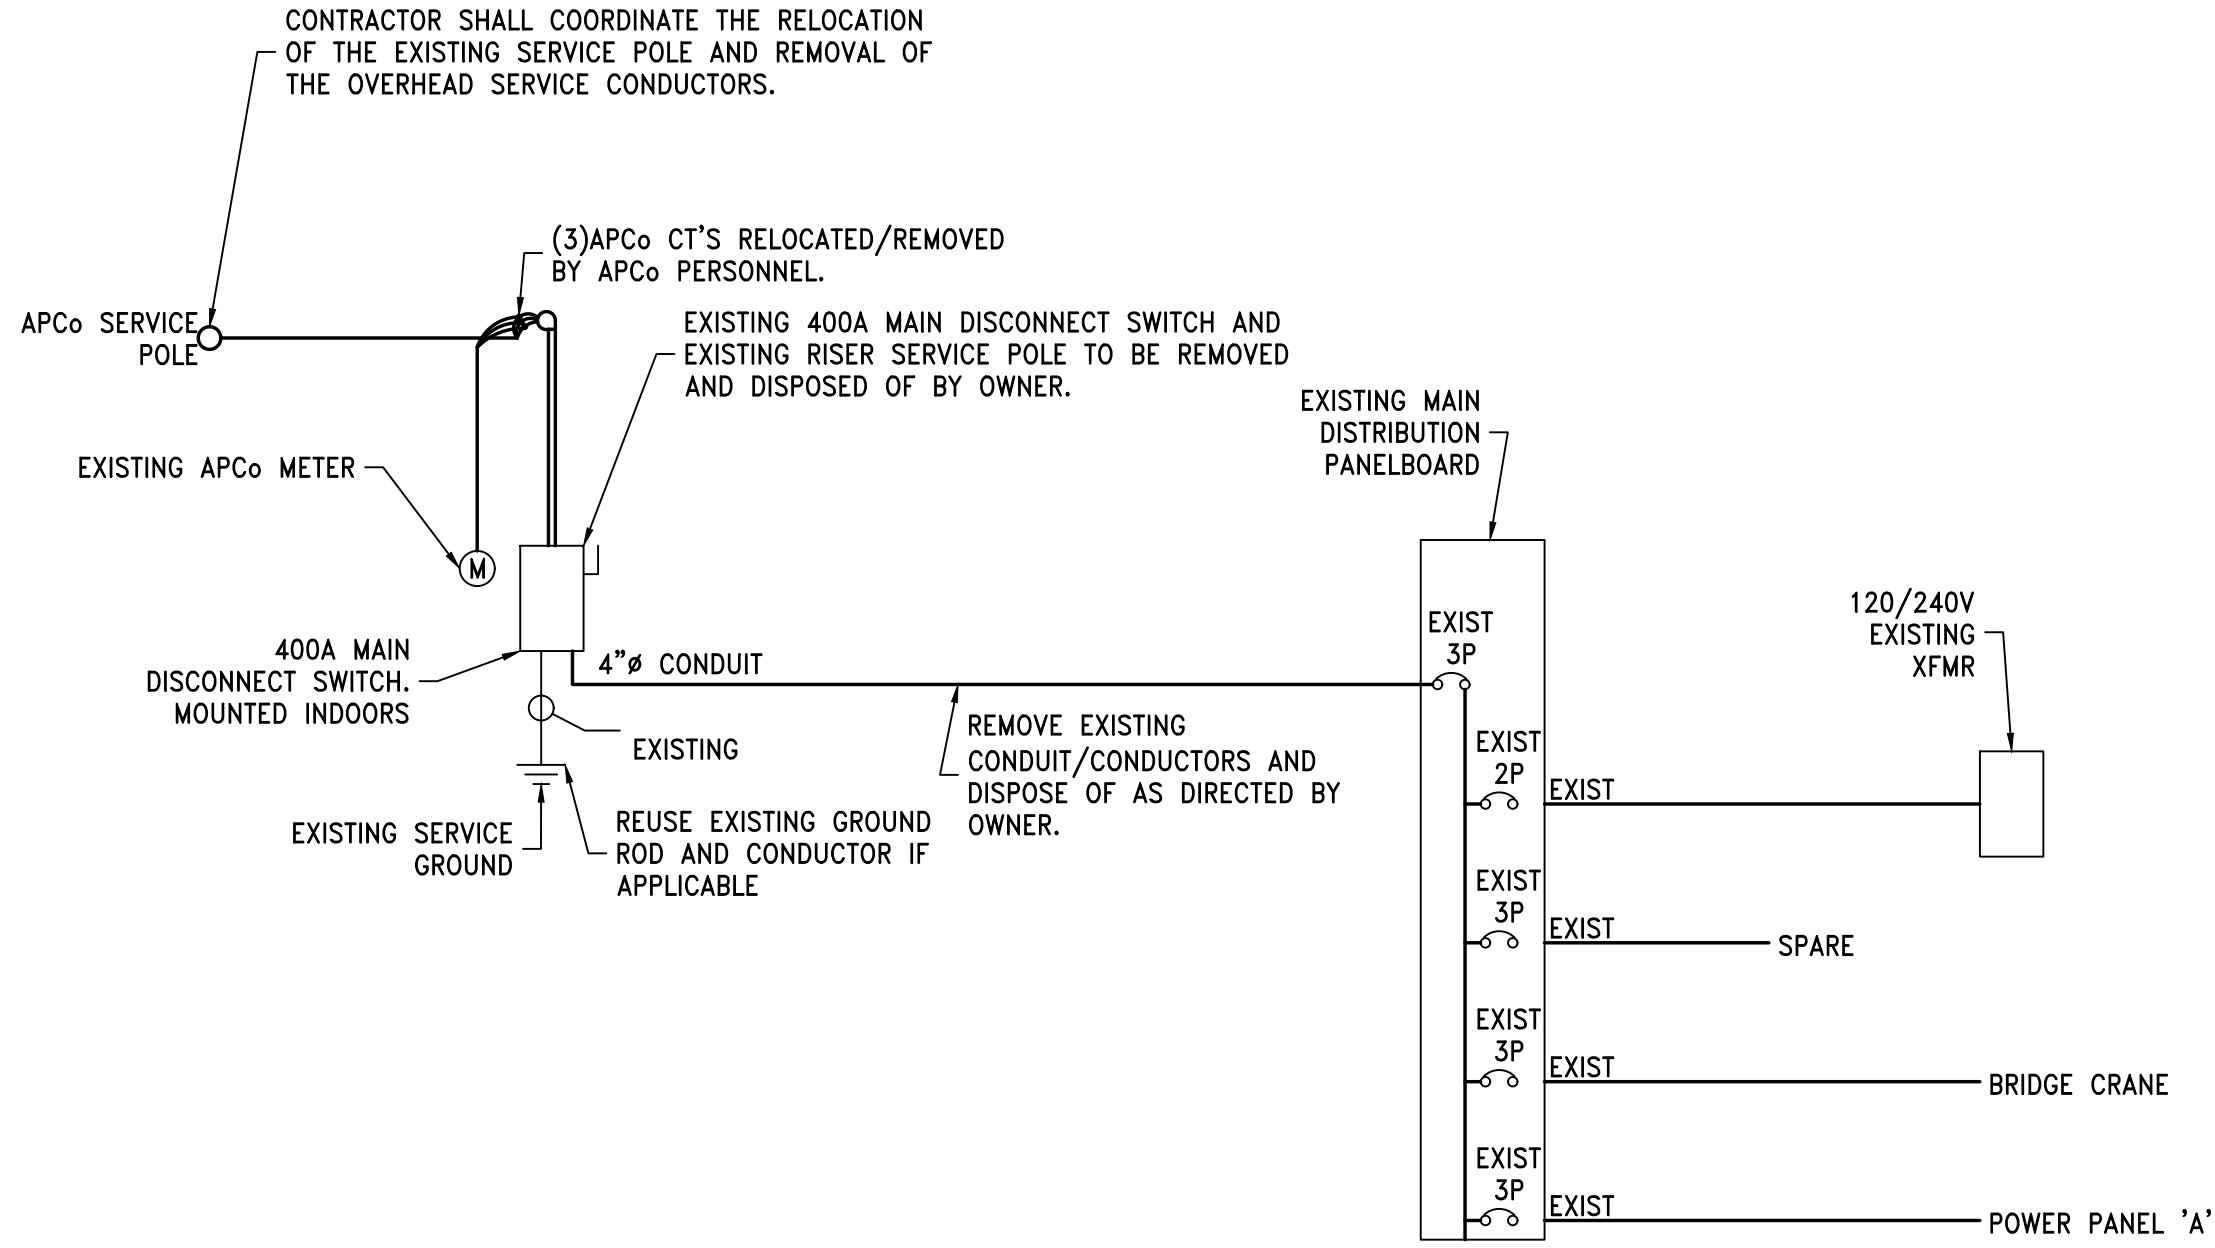 CONTRACTOR SHALL COORDINATE THE RELOCATION
OF THE EXISTING SERVICE POLE AND REMOVAL OF
THE OVERHEAD SERVICE CONDUCTORS.
(3)APCo CT'S RELOCATED/REMOVED
BY APCo PERSONNEL.
APCo SERVICE
POLE
EXISTING 400A MAIN DISCONNECT SWITCH AND
EXISTING RISER SERVICE POLE TO BE REMOVED
AND DISPOSED OF BY OWNER.
EXISTING MAIN
DISTRIBUTION
PANELBOARD
EXISTING APCo METER
M
400A MAIN
DISCONNECT SWITCH.
MOUNTED INDOORS
4"ø CONDUIT
EXISTING
REMOVE EXISTING
CONDUIT/CONDUCTORS AND
DISPOSE OF AS DIRECTED BY
OWNER.
EXISTING SERVICE
GROUND
REUSE EXISTING GROUND
ROD AND CONDUCTOR IF
APPLICABLE
EXIST
3P
120/240V
EXISTING
XFMR
EXIST
2P
EXIST
EXIST
3P
EXIST
SPARE
EXIST
3P
EXIST
BRIDGE CRANE
EXIST
3P
EXIST
POWER PANEL 'A'